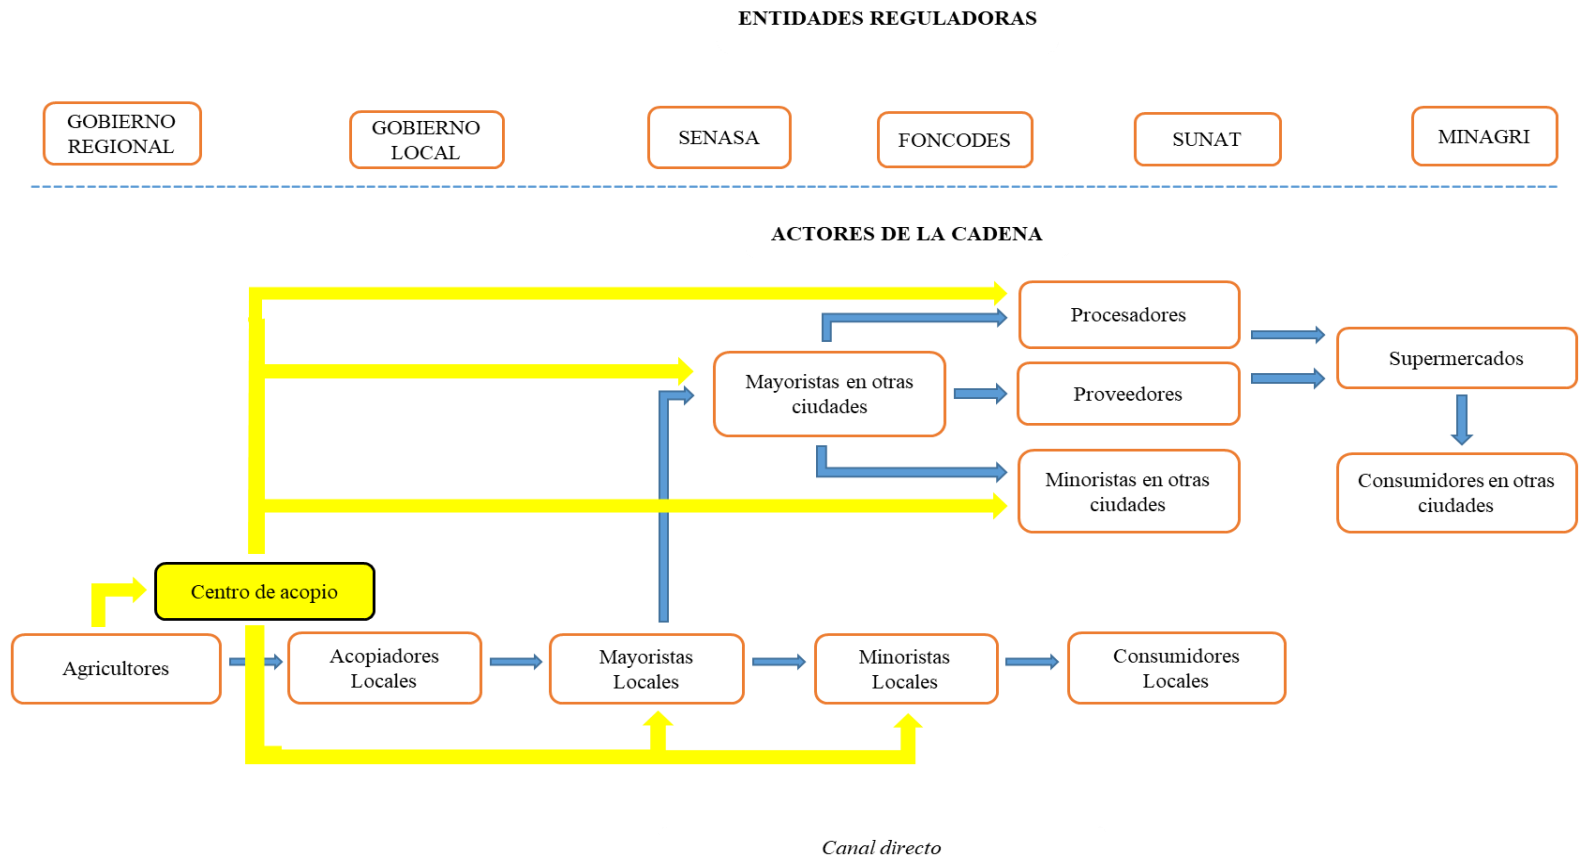 ENTIDADES REGULADORAS
GOBIERNO
REGIONAL
GOBIERNO
LOCAL
SENASA
FONCODES
SUNAT
MINAGRI
ACTORES DE LA CADENA
Procesadores
Supermercados
Mayoristas en otras
ciudades
Proveedores
Minoristas en otras
ciudades
Consumidores en otras
ciudades
Centro de acopio
Agricultores
Acopiadores
Locales
Mayoristas
Locales
Minoristas
Locales
Consumidores
Locales
Canal directo